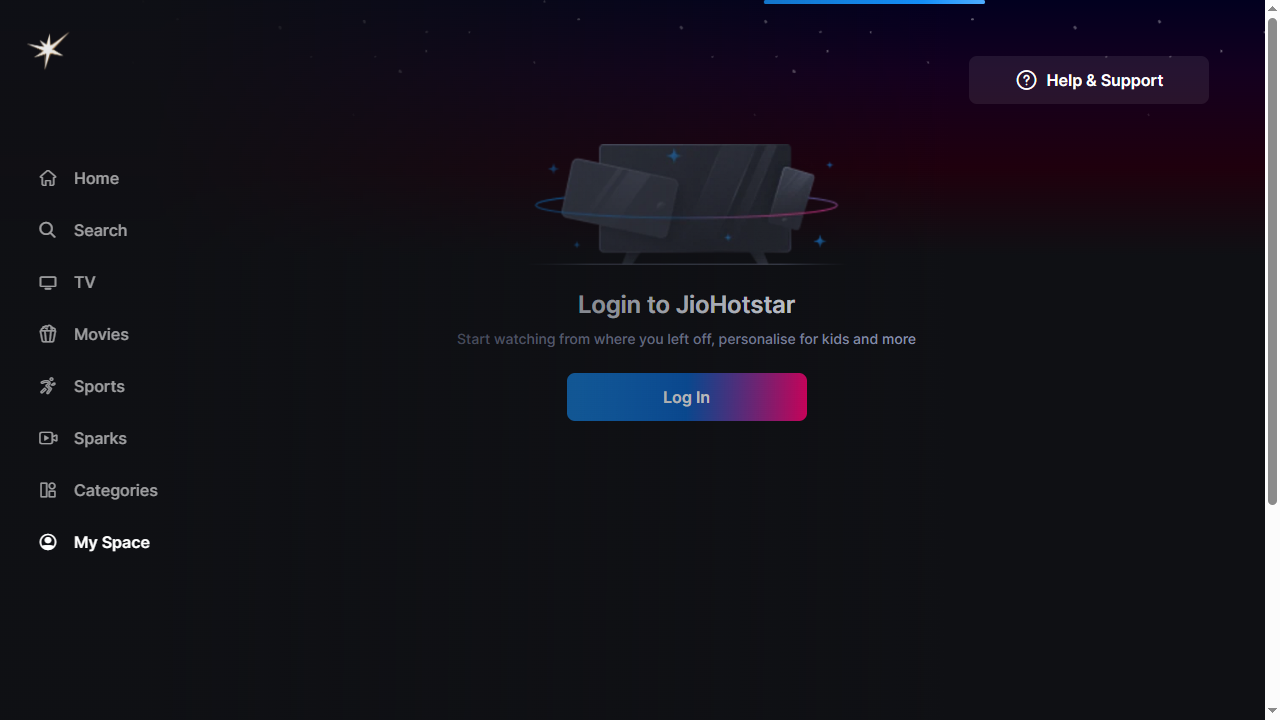 Help & Support
Home
Search
TV
Movies
Sports
Sparks
Categories
My Space
Login to JioHotstar
Start watching from where you left off, personalise for kids and more
Log In